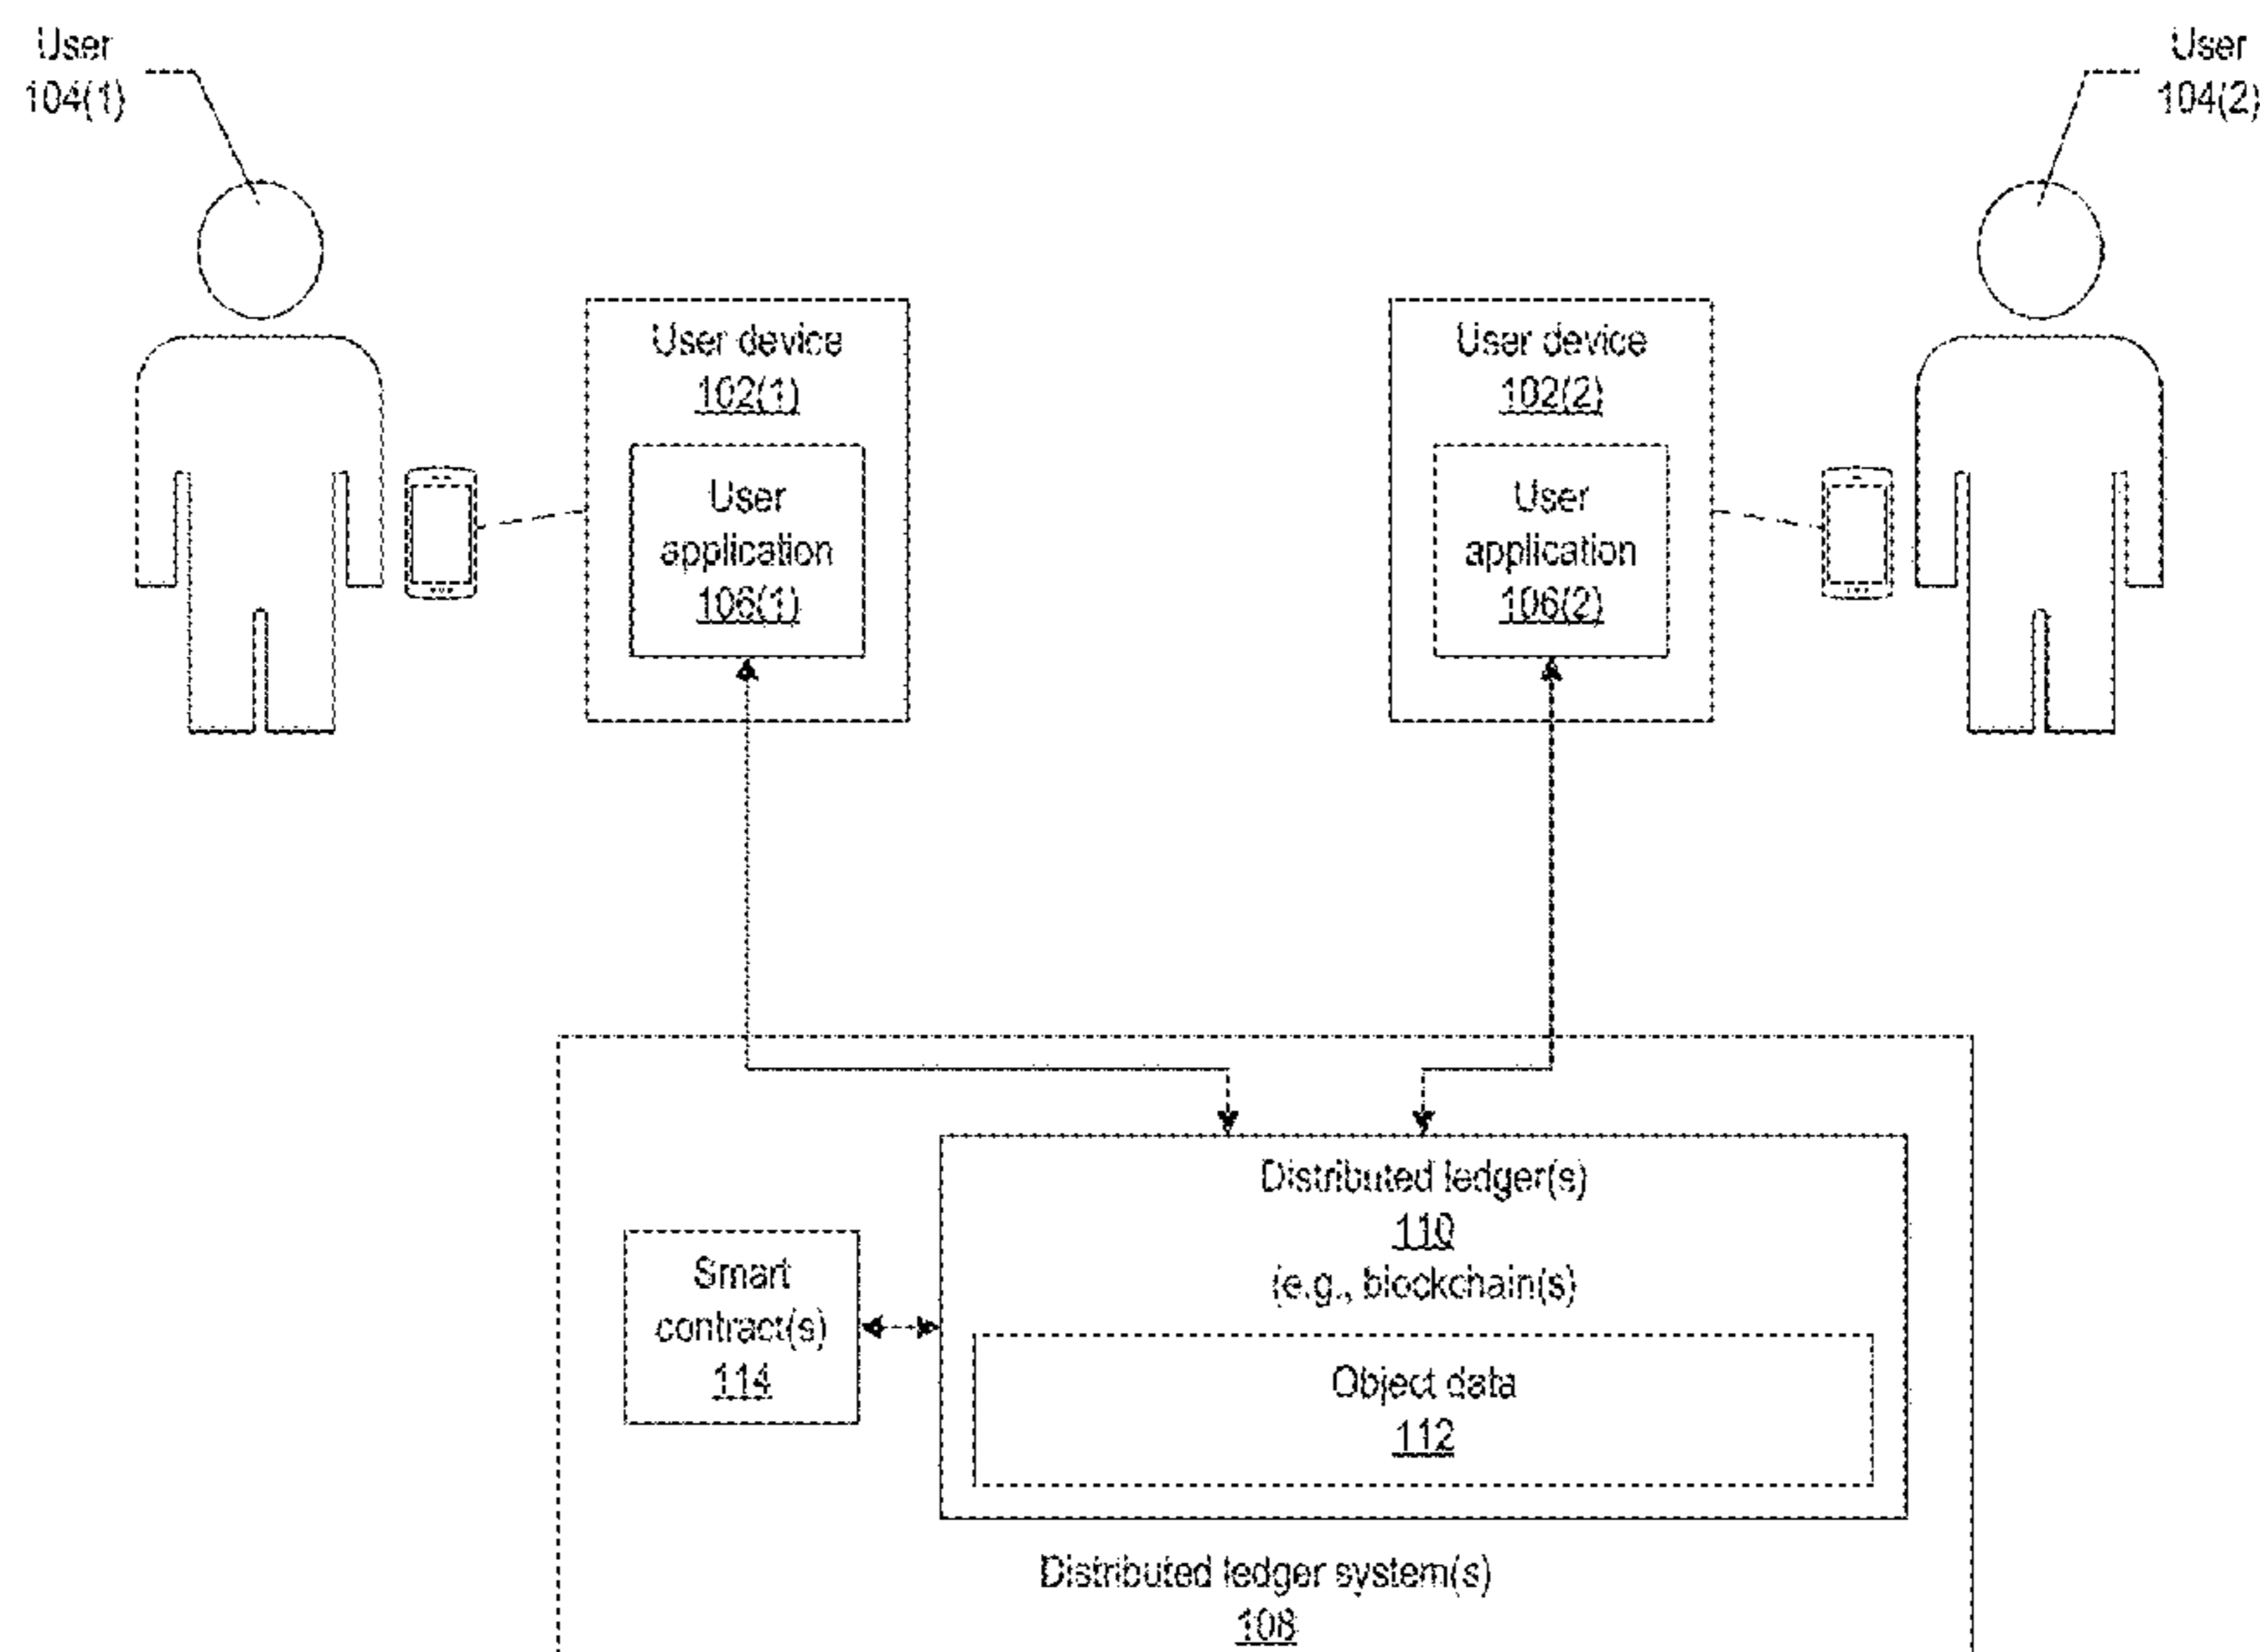 User
104(1)
User
104(2)
User device
102(1)
User
application
106(1)
User device
102(2)
User
application
106(2)
Distributed ledger(s)
110
(e.g., blockchain(s)
Smart
contract(s)
114
Object data
112
Distributed ledger system(s)
108